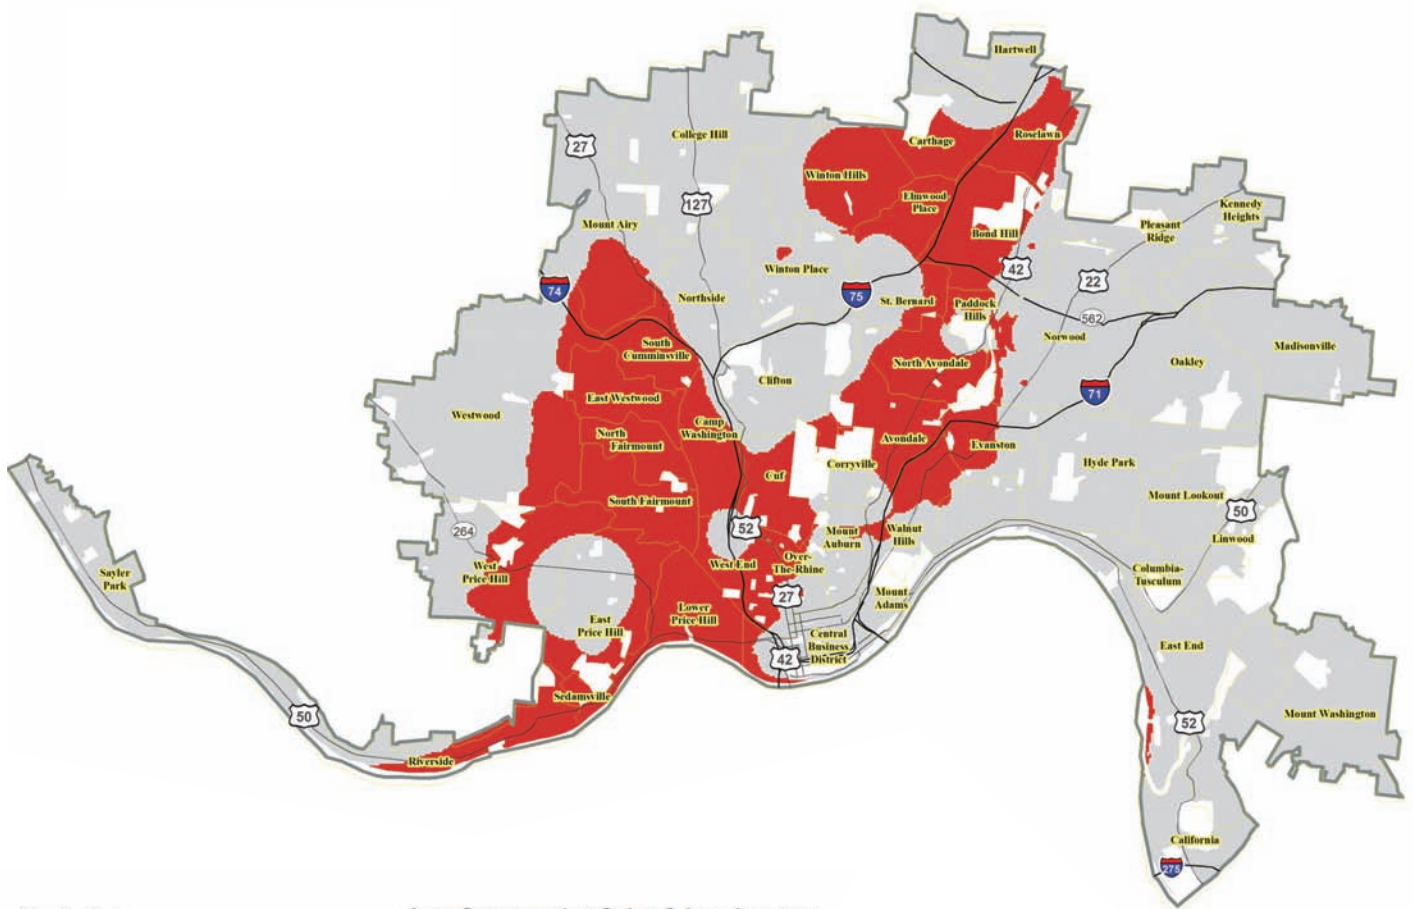 Hartwell
College Hill
27
Carthage
Roselawn
Winton Hills
127
Elmwood
Place
Kennedy
Heights
Mount Airy
Bond Hill
Pleasant
Ridge
Winton Place
42
22
74
75
Northside
St. Bernard
Paddock
Hills
562
Norwood
South
Cumminsville
Madisonville
North Avondale
Oakley
Clifton
71
East Westwood
Westwood
Camp
Washington
North
Fairmount
Avondale
Evanston
Corryville
Hyde Park
Cuf
South Fairmount
Mount Lookout
50
264
52
Mount
Auburn
Walnut
Hills
Linwood
West
Price Hill
West End
Over-
The-Rhine
Sayler
Park
Columbia-
Tusculum
27
Mount
Adams
Lower
Price Hill
East
Price Hill
Central
Business
District
42
East End
Sedamsville
50
Mount Washington
52
Riverside
California
275